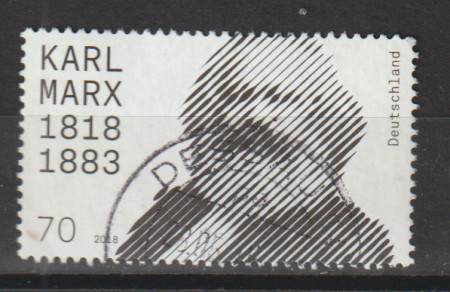 KARL
MARX
1818
1883
70
2018
Deutschland